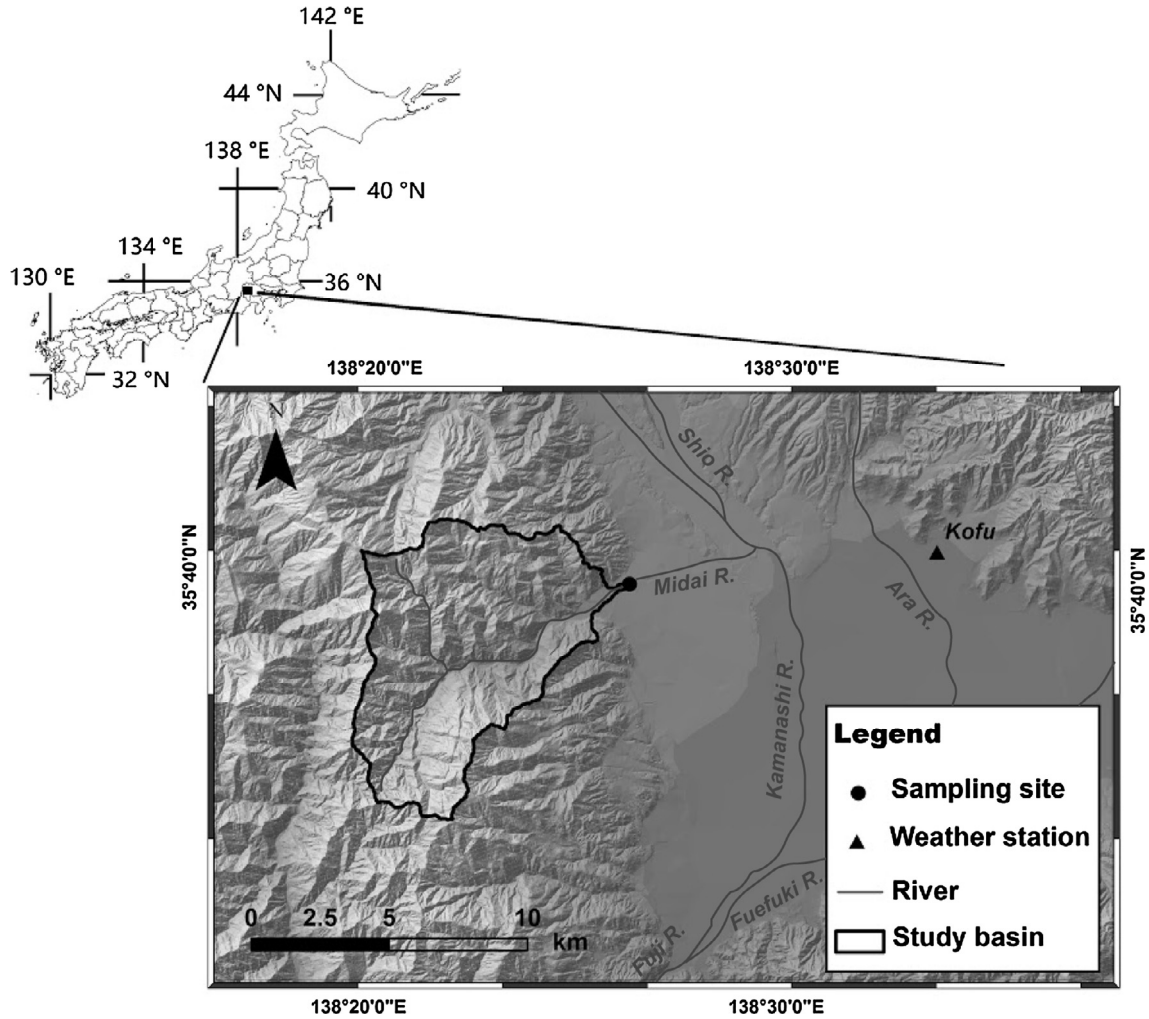 142 °E
44 °N
138 °E
40 °N
134 °E
130 °E
36 °N
32 °N
138°20'0"E
138°30'0"E
N
Shio R.
Kofu
35°40'0"N
35°40'0"N
Midai R.
Ara R.
Kamanashi R.
Legend
Sampling site
Weather station
River
Study basin
Fuefuki R.
Fuji R.
0 2.5 5 10
km
138°20'0"E
138°30'0"E